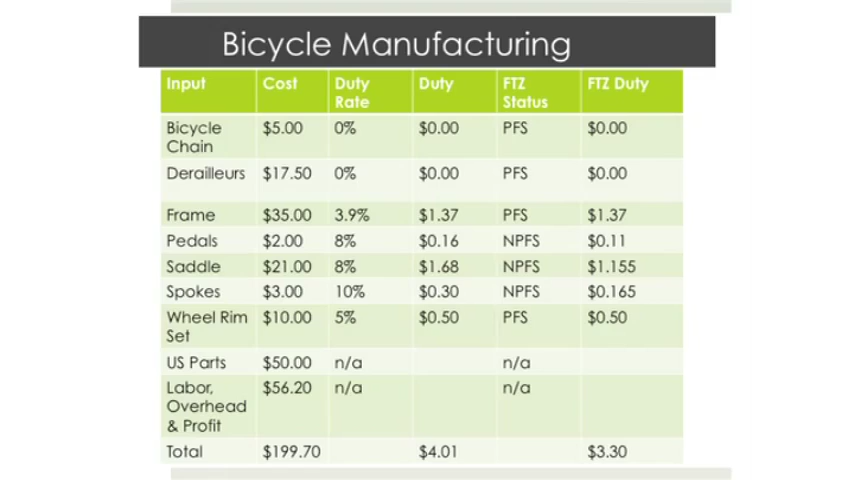 Bicycle Manufacturing
Input Cost Duty Rate Duty FTZ Status FTZ Duty
Bicycle Chain $5.00 0% $0.00 PFS $0.00
Derailleurs $17.50 0% $0.00 PFS $0.00
Frame $35.00 3.9% $1.37 PFS $1.37
Pedals $2.00 8% $0.16 NPFS $0.11
Saddle $21.00 8% $1.68 NPFS $1.155
Spokes $3.00 10% $0.30 NPFS $0.165
Wheel Rim Set $10.00 5% $0.50 PFS $0.50
US Parts $50.00 n/a n/a
Labor, Overhead & Profit $56.20 n/a n/a
Total $199.70 $4.01 $3.30